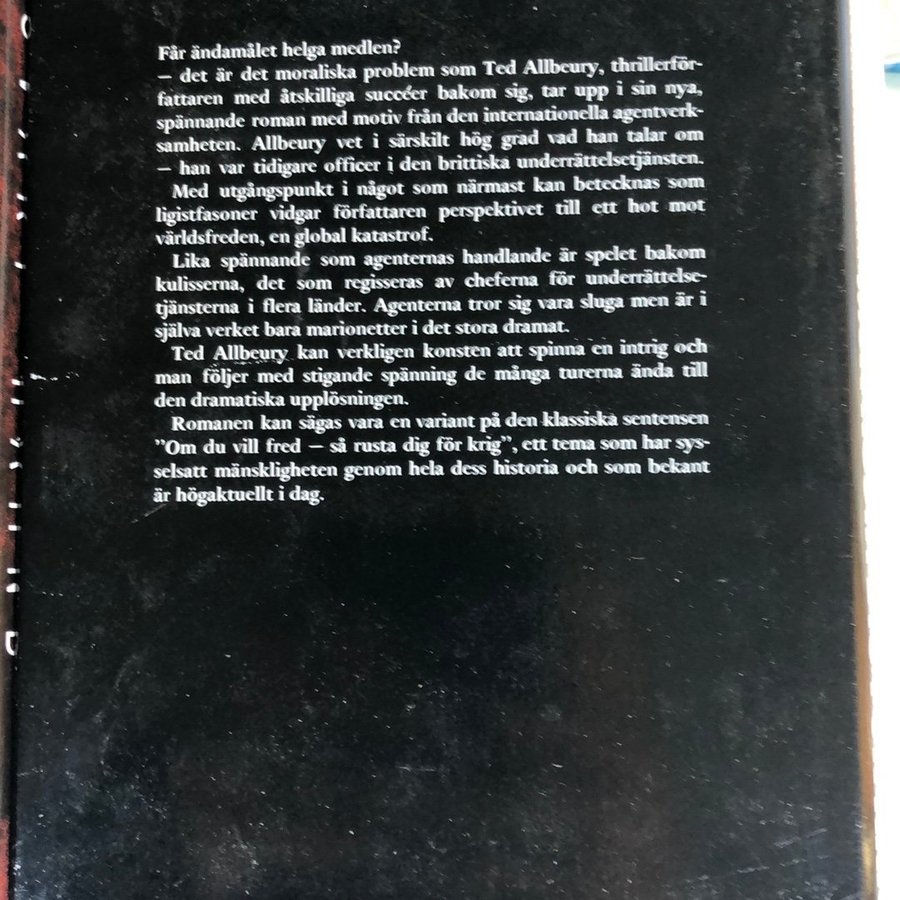 Får ändamålet helga medlen?
– det är det moraliska problem som Ted Allbeury, thrillerför-
fattaren med åtskilliga succéer bakom sig, tar upp i sin nya,
spännande roman med motiv från den internationella agentverk-
samheten. Allbeury vet i särskilt hög grad vad han talar om
– han var tidigare officer i den brittiska underrättelsetjänsten.
Med utgångspunkt i något som närmast kan betecknas som
ligistfasoner vidgar författaren perspektivet till ett hot mot
världsfreden, en global katastrof.
Lika spännande som agenternas handlande är spelet bakom
kulisserna, det som regisseras av cheferna för underrättelse-
tjänsterna i flera länder. Agenterna tror sig vara sluga men är i
själva verket bara marionetter i det stora dramat.
Ted Allbeury kan verkligen konsten att spinna en intrig och
man följer med stigande spänning de många turerna ända till
den dramatiska upplösningen.
Romanen kan sägas vara en variant på den klassiska sentensen
”Om du vill fred – så rusta dig för krig”, ett tema som har sys-
selsatt mänskligheten genom hela dess historia och som bekant
är högaktuellt i dag.